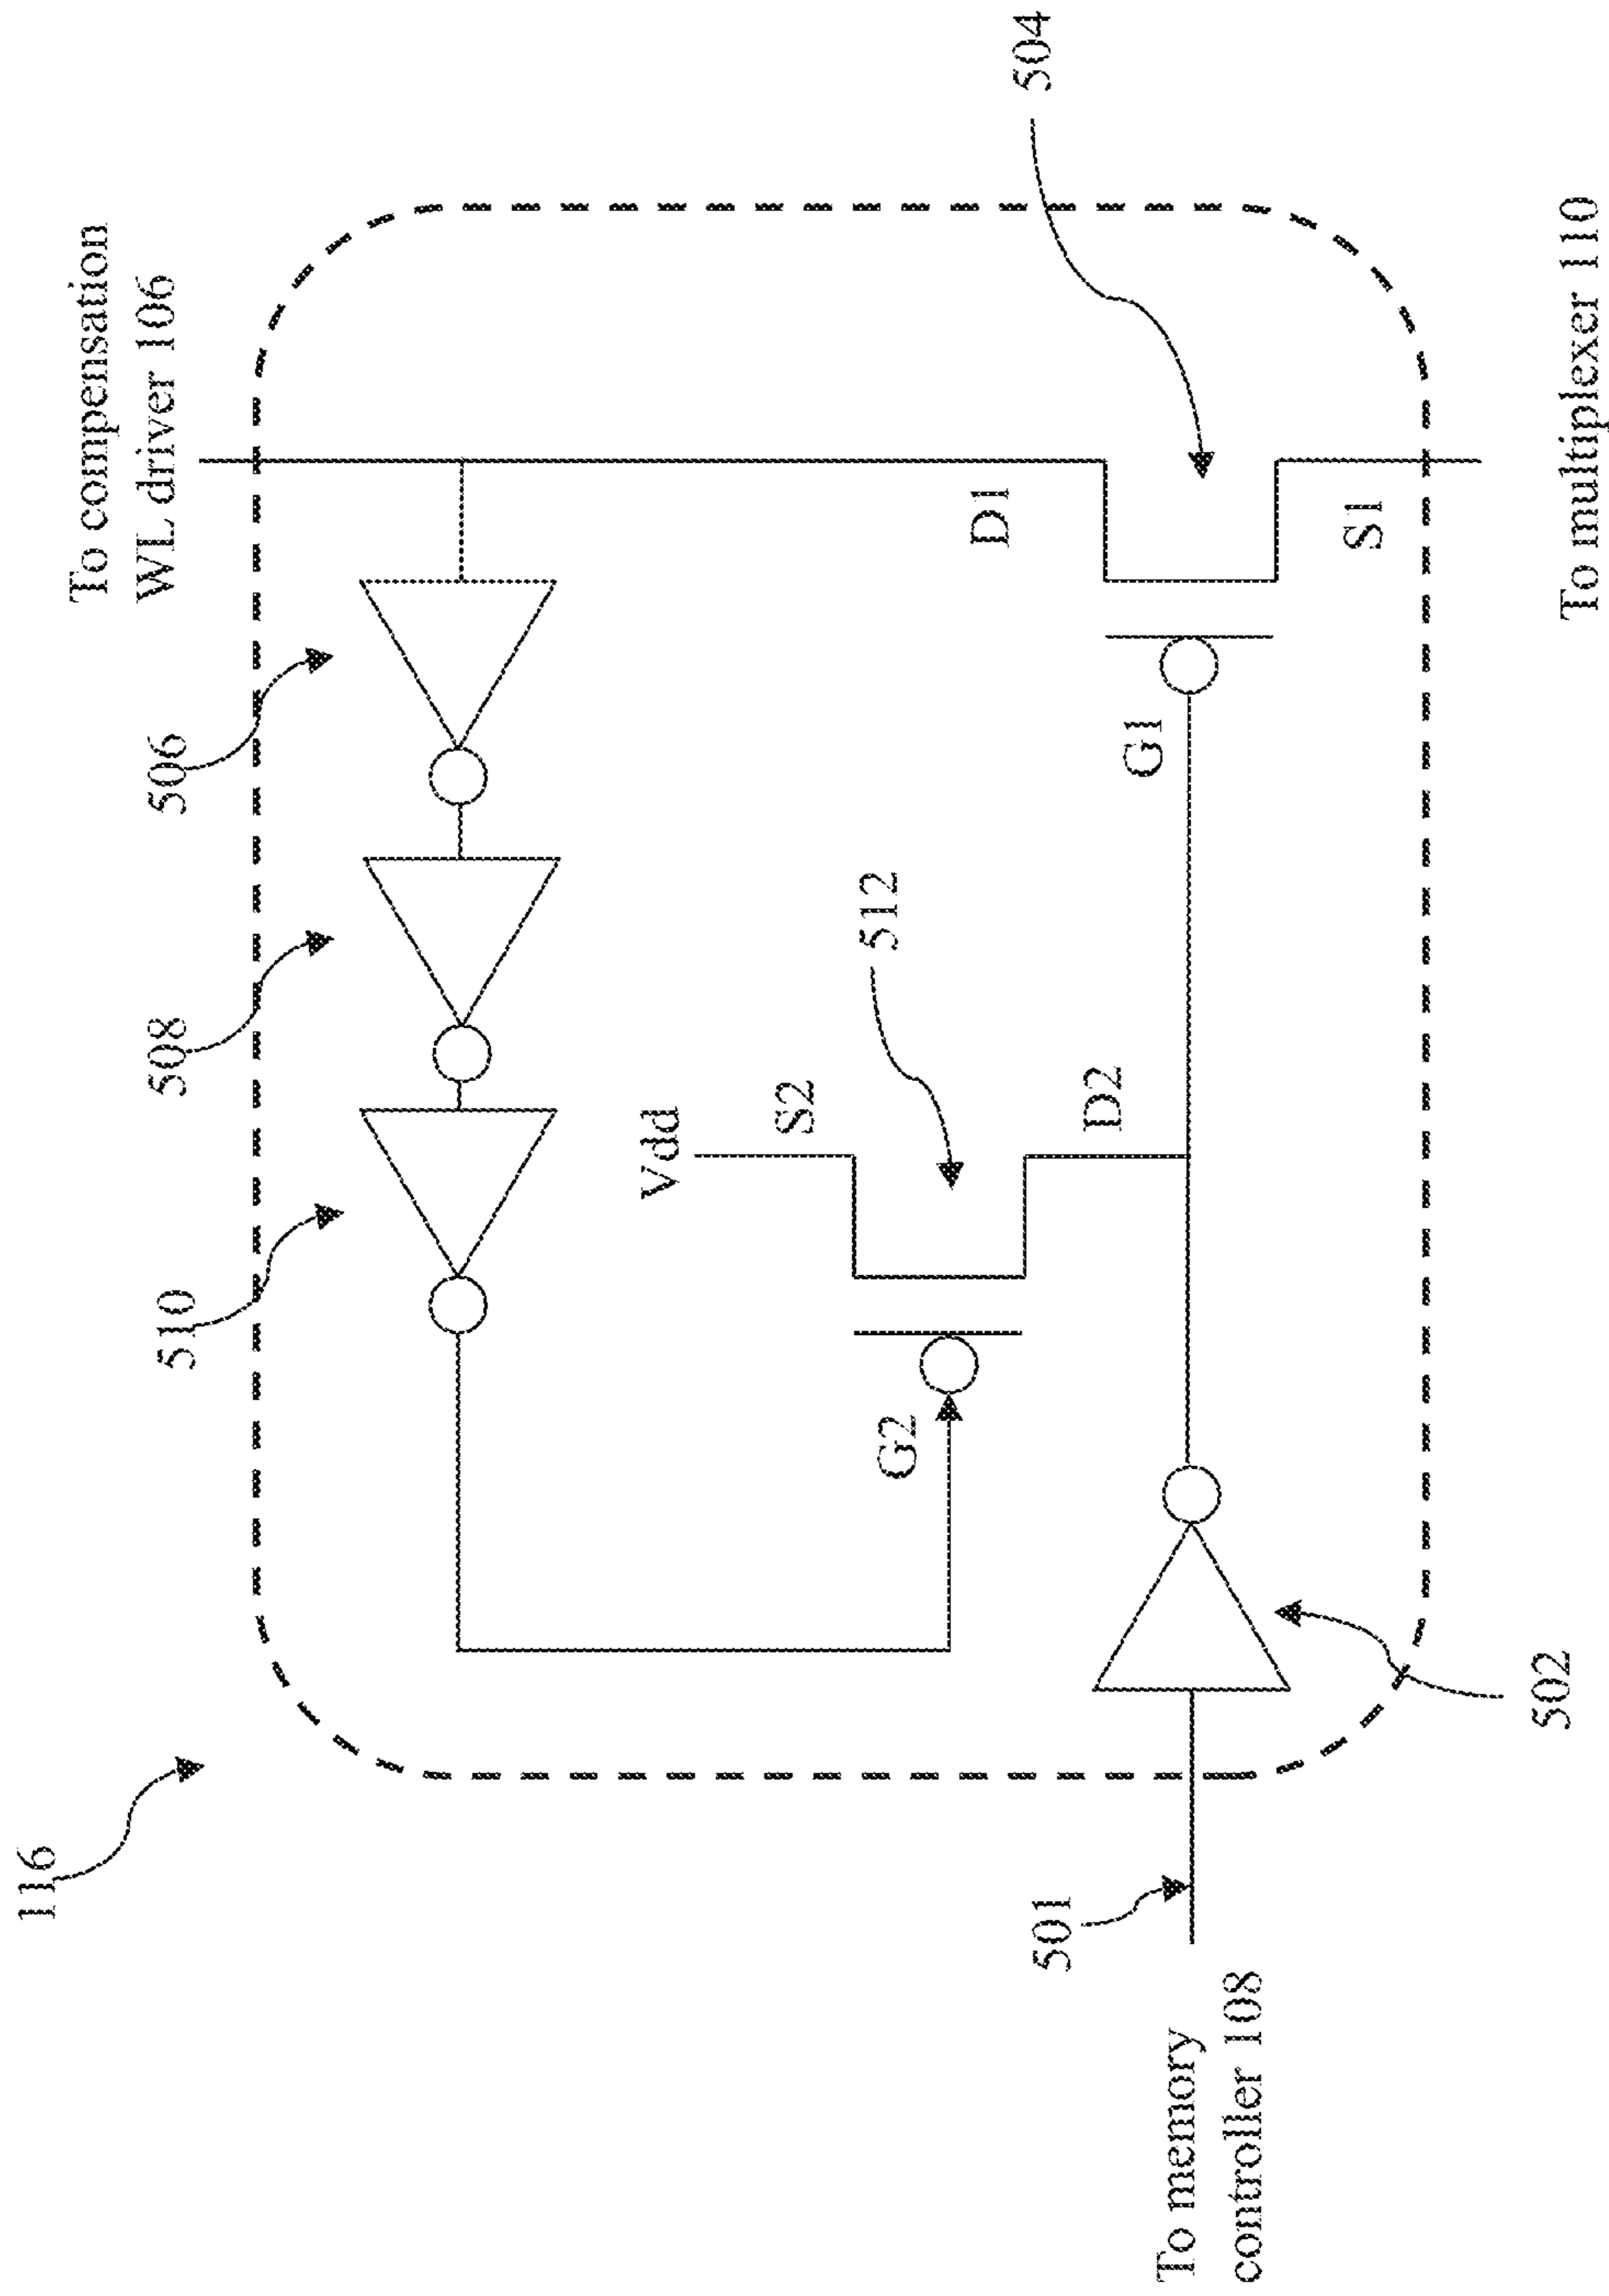 116
510
508
506
To compensation
WL driver 106
Vdd
S2
512
G2
D2
D1
504
G1
S1
501
To memory
controller 108
502
To multiplexer 110